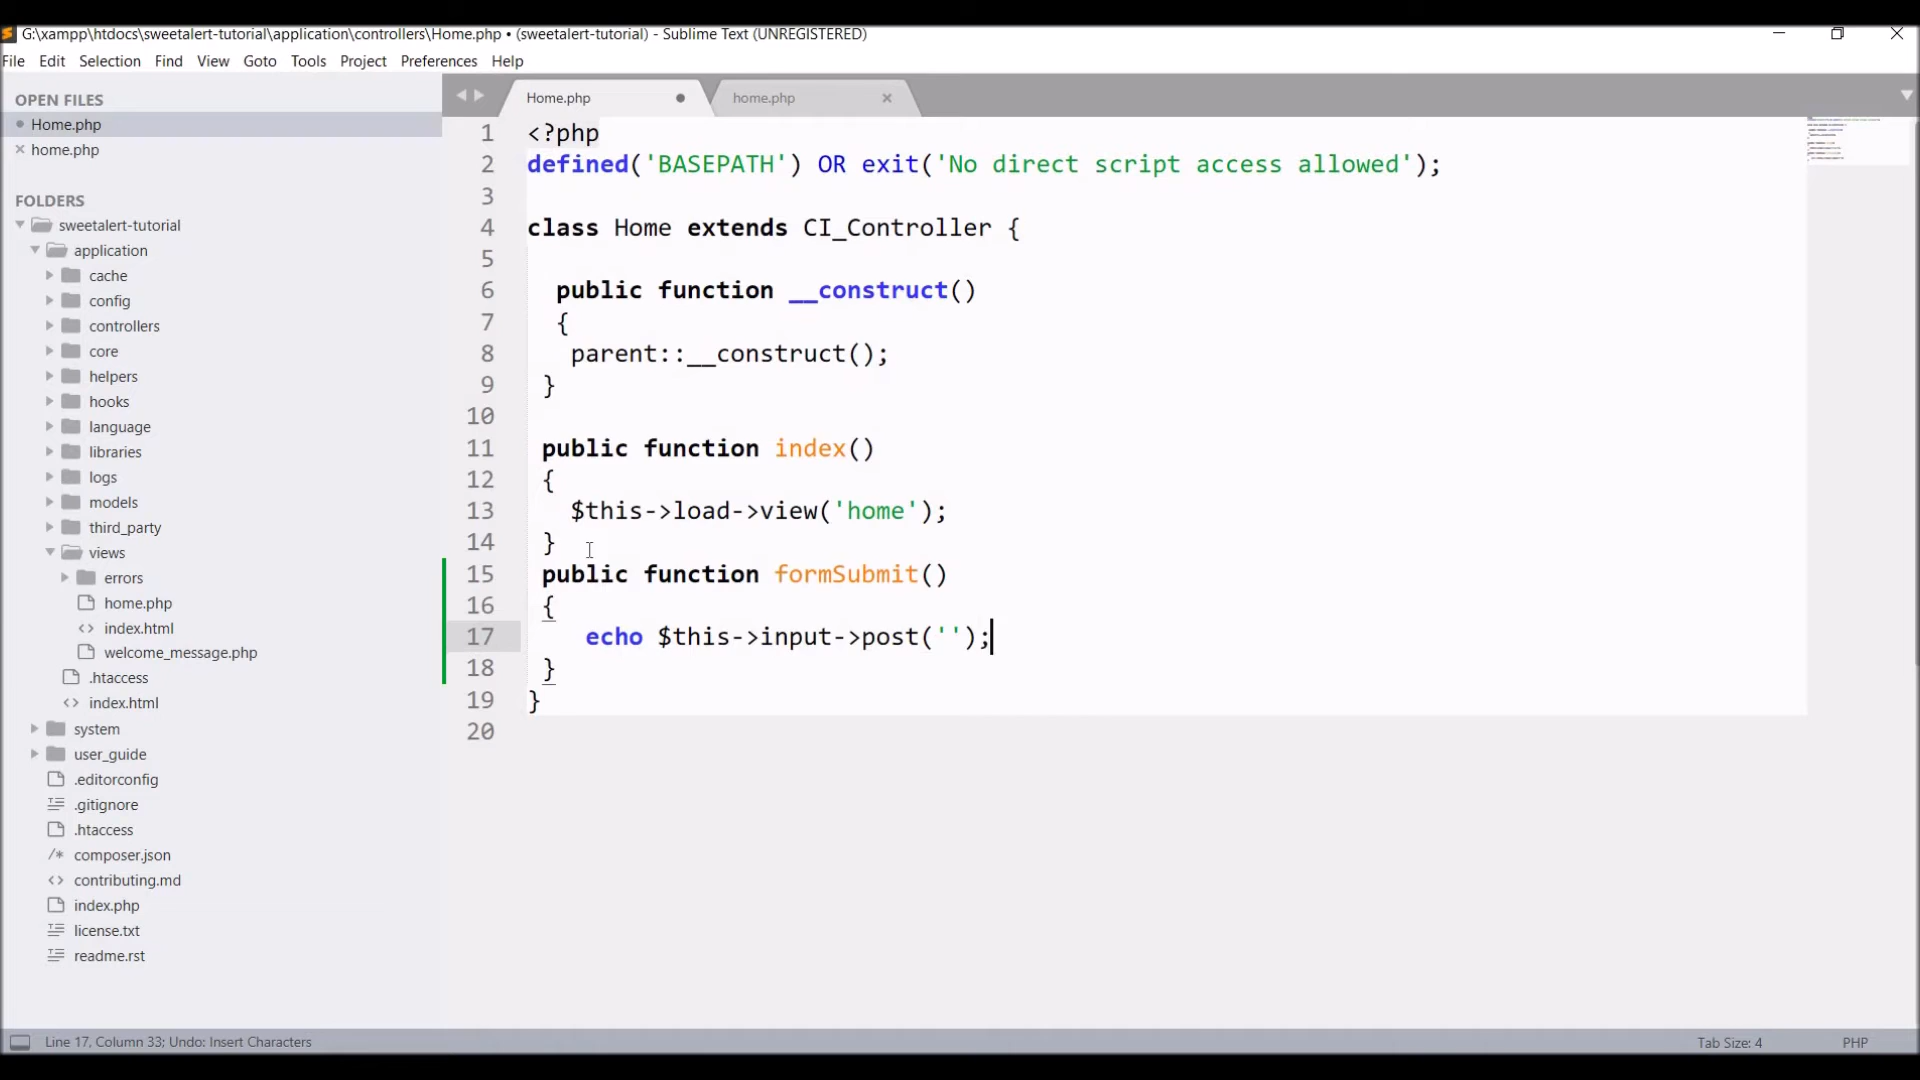 G:\xampp\htdocs\sweetalert-tutorial\application\controllers\Home.php • (sweetalert-tutorial) - Sublime Text (UNREGISTERED)
File Edit Selection Find View Goto Tools Project Preferences Help
OPEN FILES
Home.php
home.php
FOLDERS
sweetalert-tutorial
application
cache
config
controllers
core
helpers
hooks
language
libraries
logs
models
third_party
views
errors
home.php
index.html
welcome_message.php
.htaccess
index.html
system
user_guide
.editorconfig
.gitignore
.htaccess
composer.json
contributing.md
index.php
license.txt
readme.rst
Home.php home.php
1 <?php
2 defined('BASEPATH') OR exit('No direct script access allowed');
3
4 class Home extends CI_Controller {
5
6 public function __construct()
7 {
8 parent::__construct();
9 }
10
11 public function index()
12 {
13 $this->load->view('home');
14 }
15 public function formSubmit()
16 {
17 echo $this->input->post('');
18 }
19 }
20
Line 17, Column 33; Undo: Insert Characters
Tab Size: 4 PHP